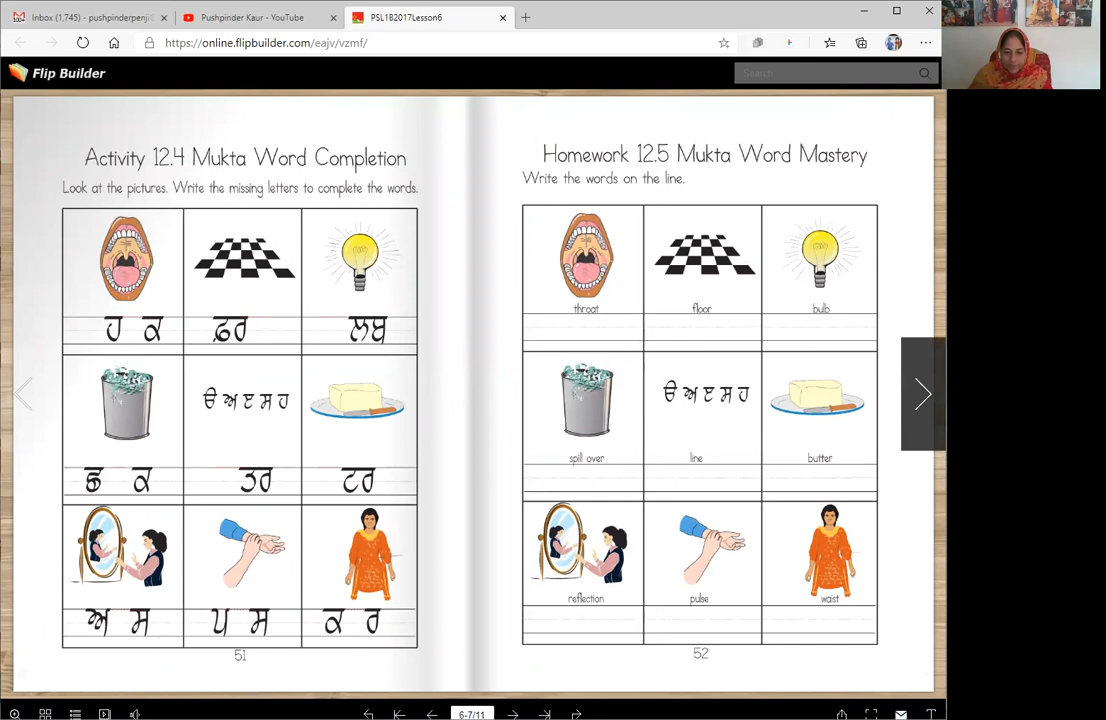 Inbox (1,745) - pushpinderpenji@
Pushpinder Kaur - YouTube
PSL1B2017Lesson6
https://online.flipbuilder.com/eajv/vzmf/
Flip Builder
Search
Activity 12.4 Mukta Word Completion
Look at the pictures. Write the missing letters to complete the words.
ਹ ਕ
ਫ਼ਰ
ਲਬ
ੳ ਅ ੲ ਸ ਹ
ਛ ਕ
ਤਰ
ਟਰ
ਅ ਸ
ਪ ਸ
ਕ ਰ
51
Homework 12.5 Mukta Word Mastery
Write the words on the line.
throat
floor
bulb
ੳ ਅ ੲ ਸ ਹ
spill over
line
butter
reflection
pulse
waist
52
6-7/11